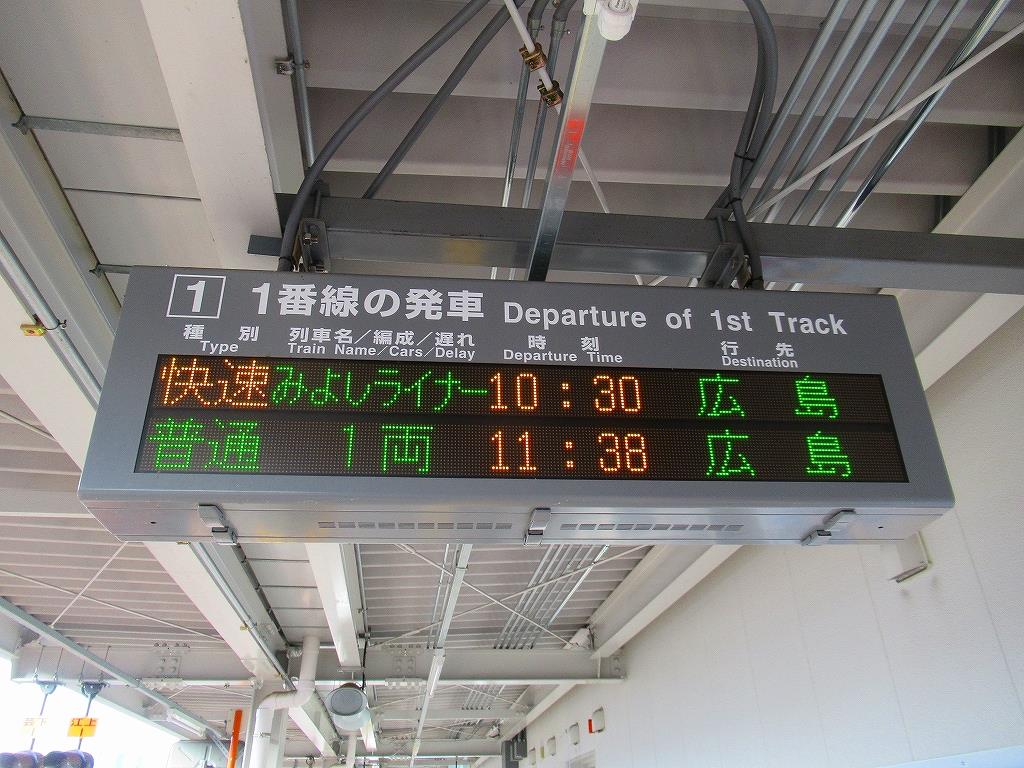 1 1番線の発車 Departure of 1st Track
種別 列車名/編成/遅れ 時刻 行先
Type Train Name/Cars/Delay Departure Time Destination
快速 みよしライナー 10:30 広島
普通 1両 11:38 広島
江上